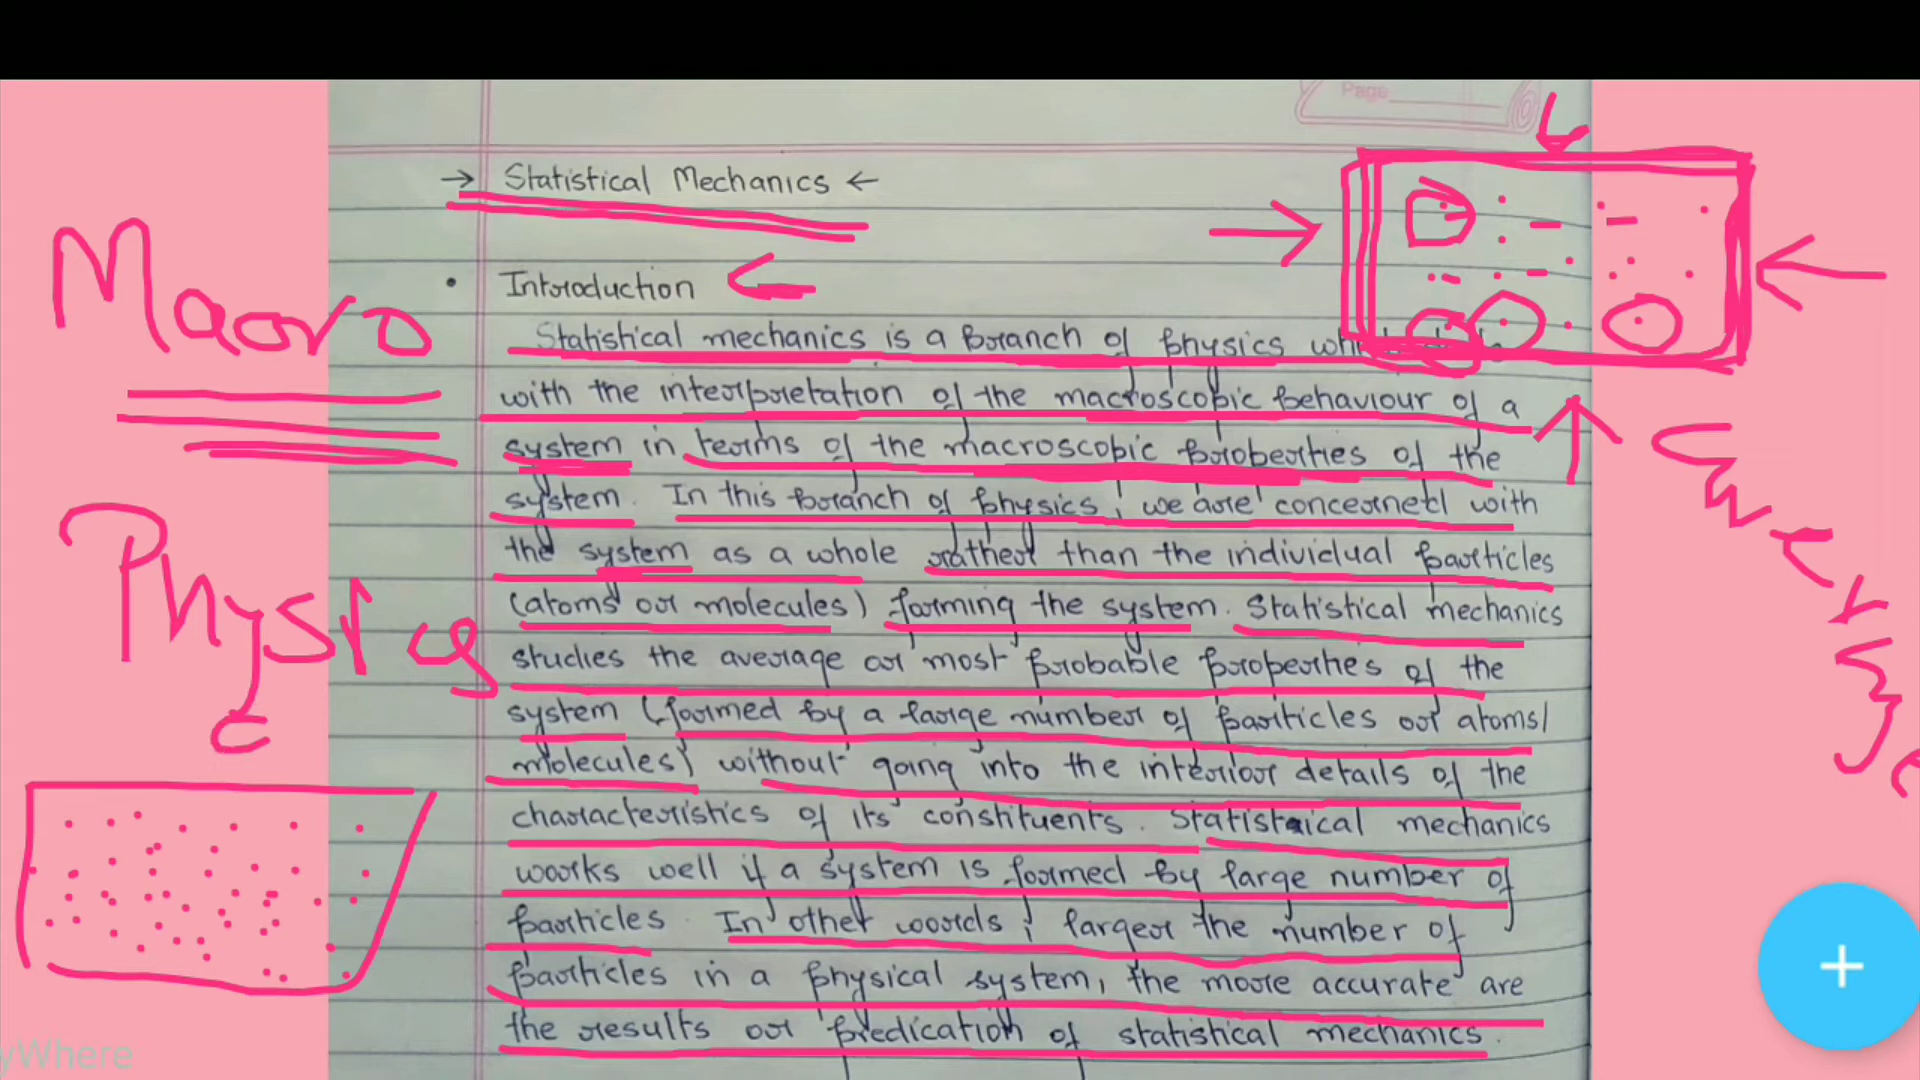 Page
→ Statistical Mechanics ←
• Introduction
Statistical mechanics is a branch of physics
with the interpretation of the macroscopic behaviour of a
system in terms of the macroscopic properties of the
system. In this branch of physics, we are concerned with
the system as a whole rather than the individual particles
(atoms or molecules) forming the system. Statistical mechanics
studies the average or most probable properties of the
system (formed by a large number of particles or atoms/
molecules) without going into the interior details of the
characteristics of its constituents. Statistaical mechanics
works well if a system is formed by large number of
particles. In other words, larger the number of
particles in a physical system, the more accurate are
the results or predication of statistical mechanics.
Macro
Physics
yWhere